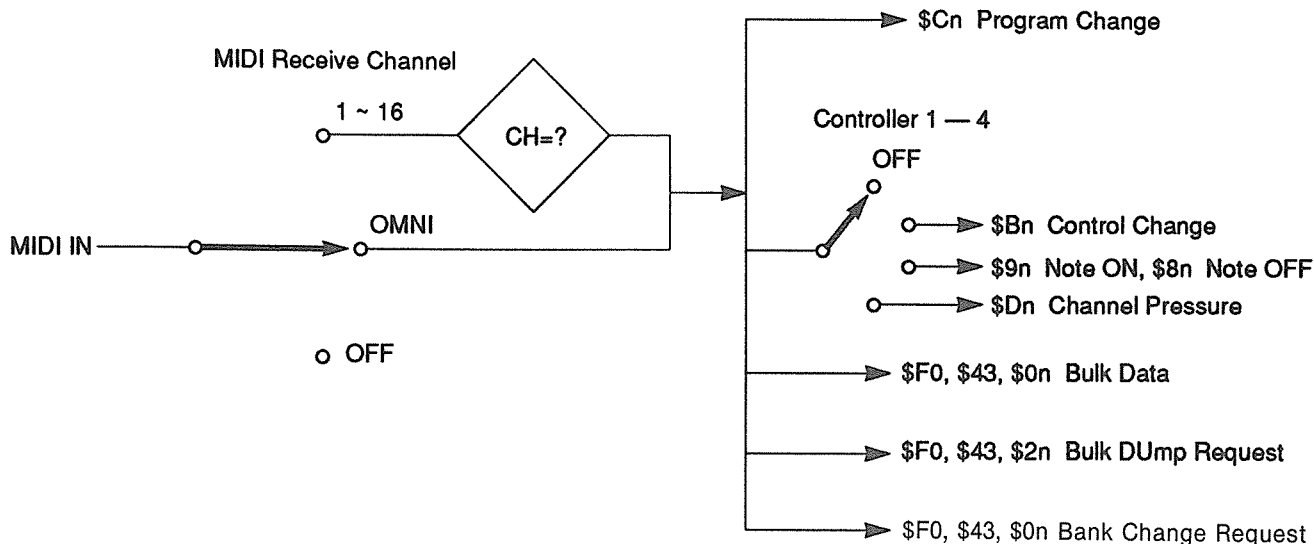 $Cn Program Change
MIDI Receive Channel
1 ~ 16
CH=?
Controller 1 — 4
OFF
OMNI
MIDI IN
$Bn Control Change
$9n Note ON, $8n Note OFF
$Dn Channel Pressure
OFF
$F0, $43, $0n Bulk Data
$F0, $43, $2n Bulk DUmp Request
$F0, $43, $0n Bank Change Request